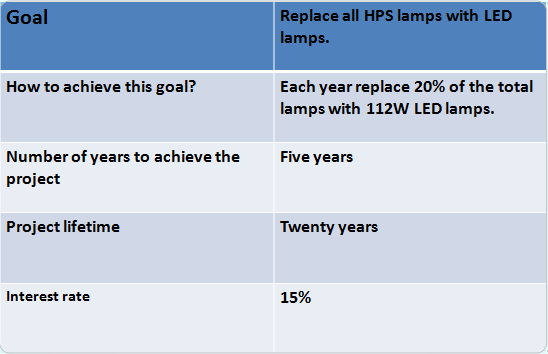 Goal
Replace all HPS lamps with LED
lamps.
How to achieve this goal?
Each year replace 20% of the total
lamps with 112W LED lamps.
Number of years to achieve the
project
Five years
Project lifetime
Twenty years
Interest rate
15%